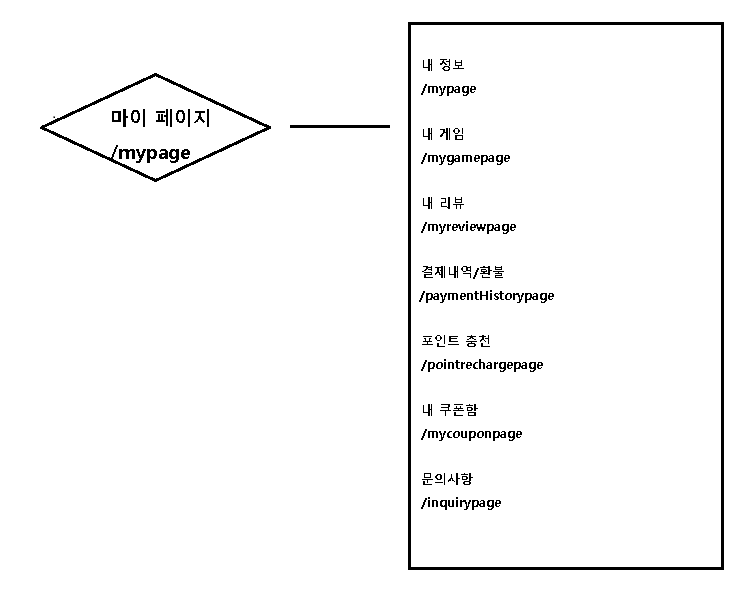 마이 페이지
/mypage
내 정보
/mypage
내 게임
/mygamepage
내 리뷰
/myreviewpage
결제내역/환불
/paymentHistorypage
포인트 충천
/pointrechargepage
내 쿠폰함
/mycouponpage
문의사항
/inquirypage